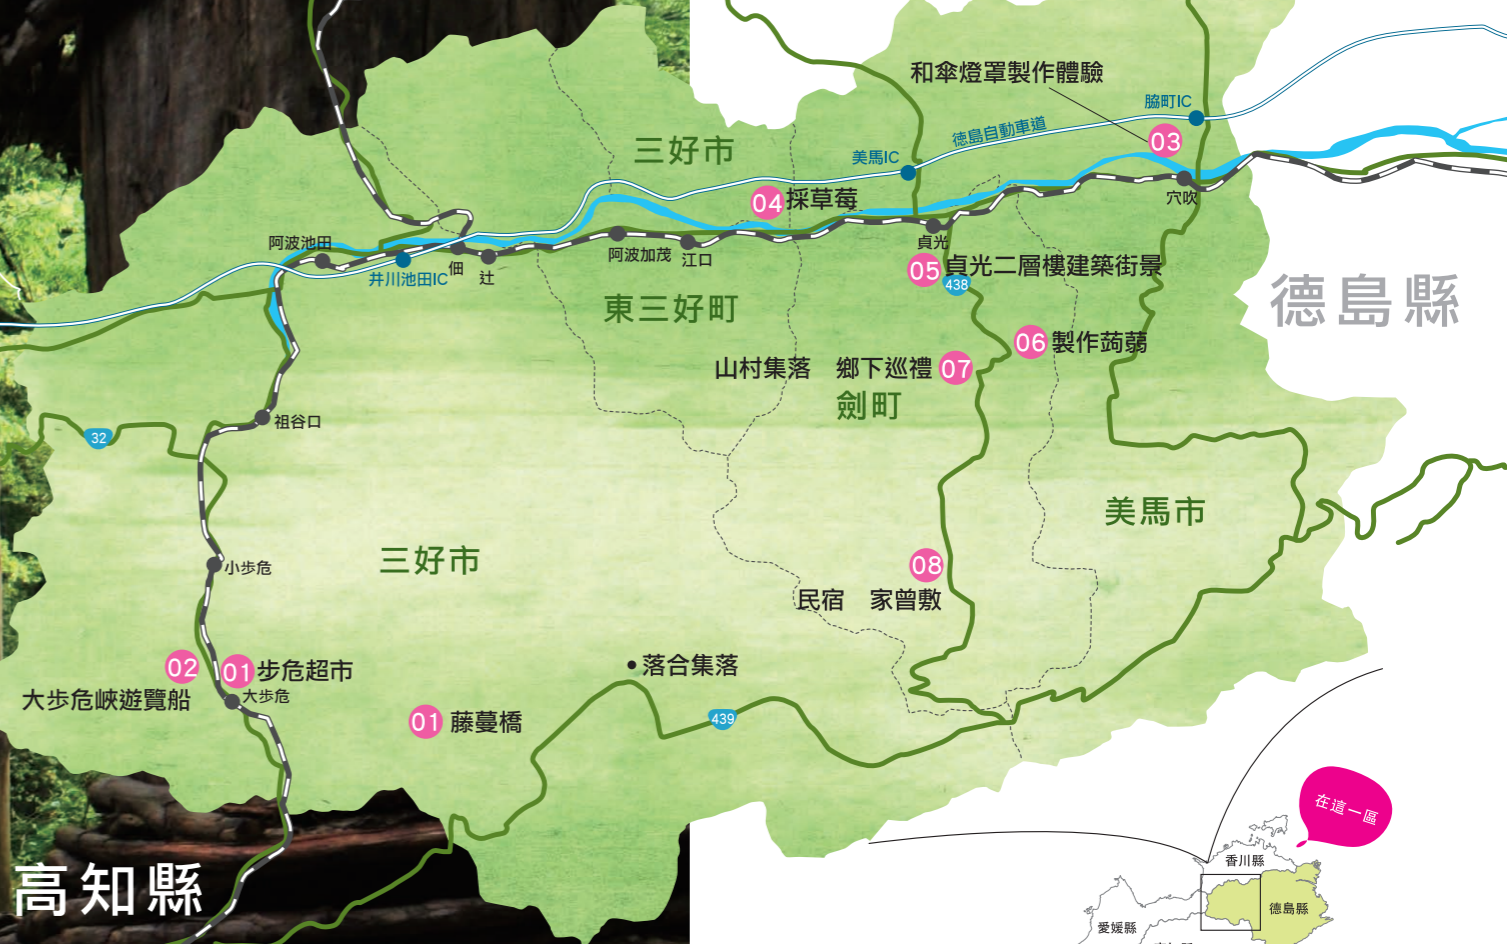 和傘燈罩製作體驗
脇町IC
徳島自動車道
03
三好市
美馬IC
04 採草莓
穴吹
阿波池田
井川池田IC
佃
辻
阿波加茂
江口
貞光
05 貞光二層樓建築街景
438
東三好町
德島縣
06 製作蒟蒻
山村集落 鄉下巡禮 07
劍町
祖谷口
32
美馬市
三好市
小歩危
08
民宿 家曾敷
02
01 步危超市
大步危峽遊覽船
大歩危
落合集落
01 藤蔓橋
439
在這一區
高知縣
香川縣
德島縣
愛媛縣